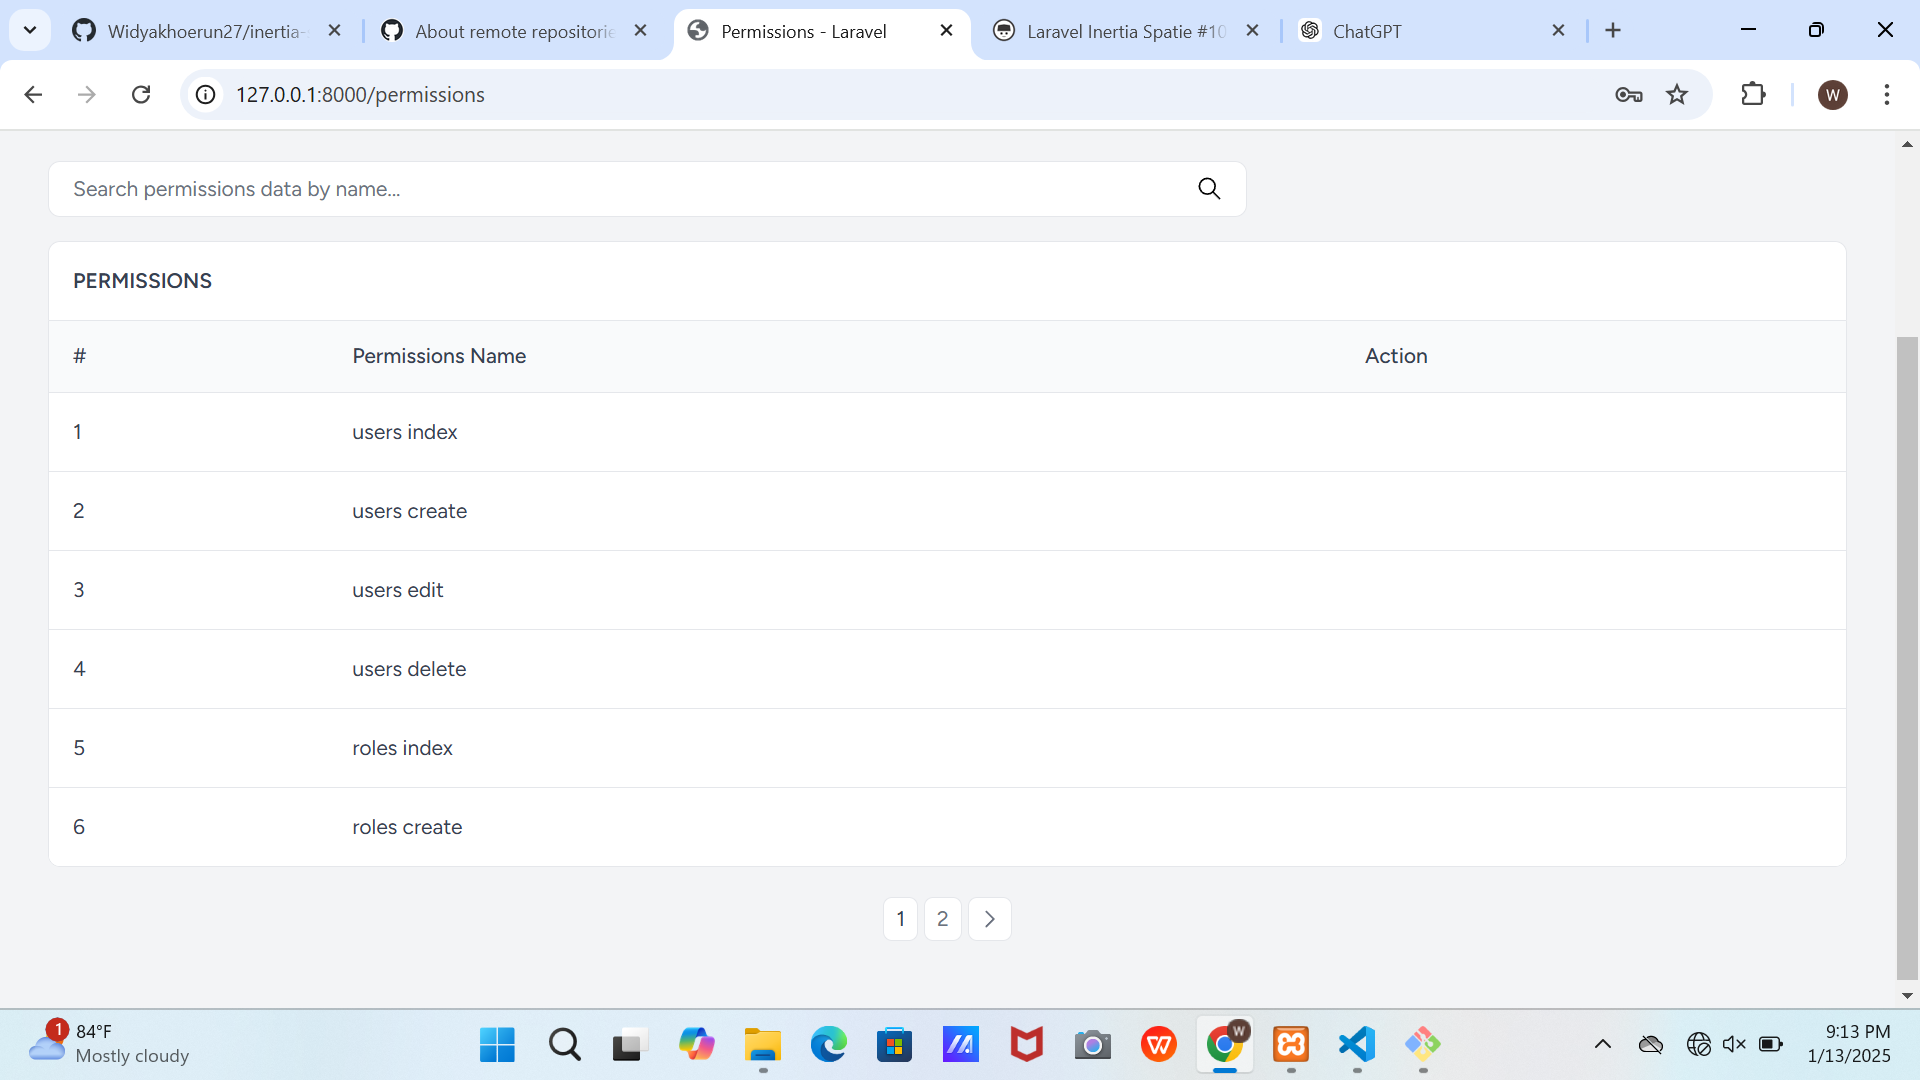 Widyakhoerun27/inertia-
About remote repositorie
Permissions - Laravel
Laravel Inertia Spatie #10
ChatGPT
127.0.0.1:8000/permissions
W
Search permissions data by name...
PERMISSIONS
# Permissions Name Action
1 users index
2 users create
3 users edit
4 users delete
5 roles index
6 roles create
1 2
1
84°F
Mostly cloudy
W
9:13 PM
1/13/2025